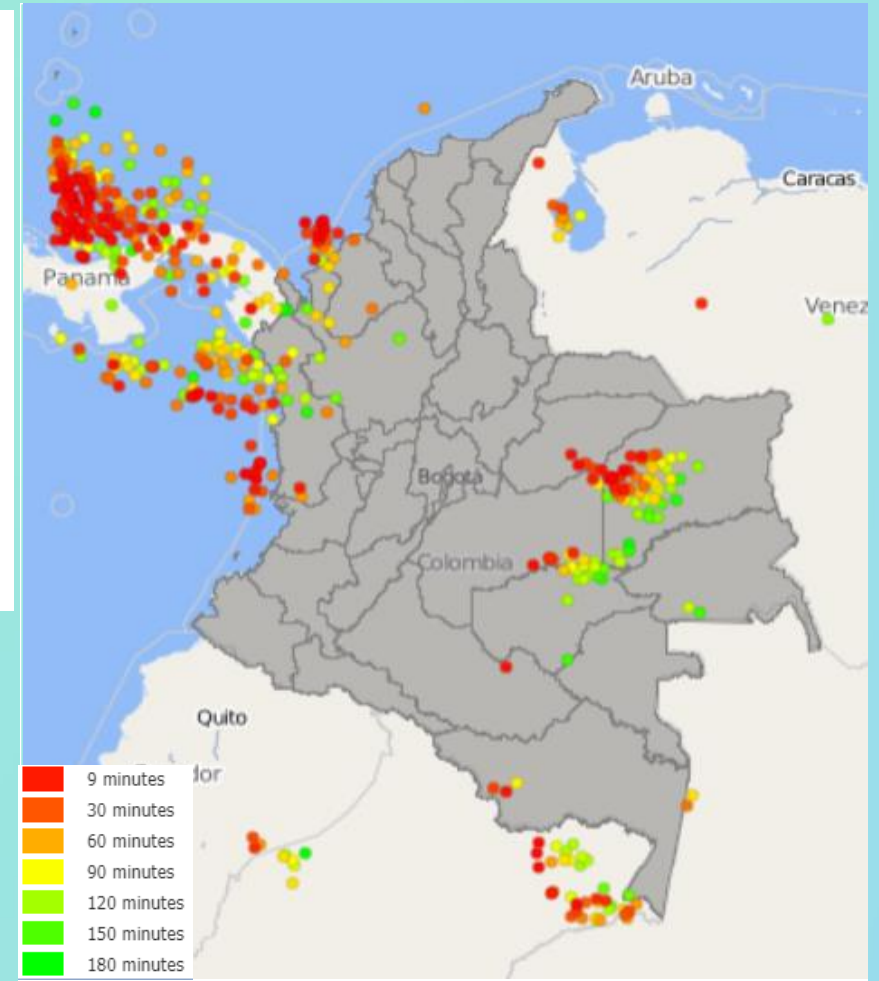 Aruba
Caracas
Panama
Venez
Bogota
Colombia
Quito
dor
9 minutes
30 minutes
60 minutes
90 minutes
120 minutes
150 minutes
180 minutes